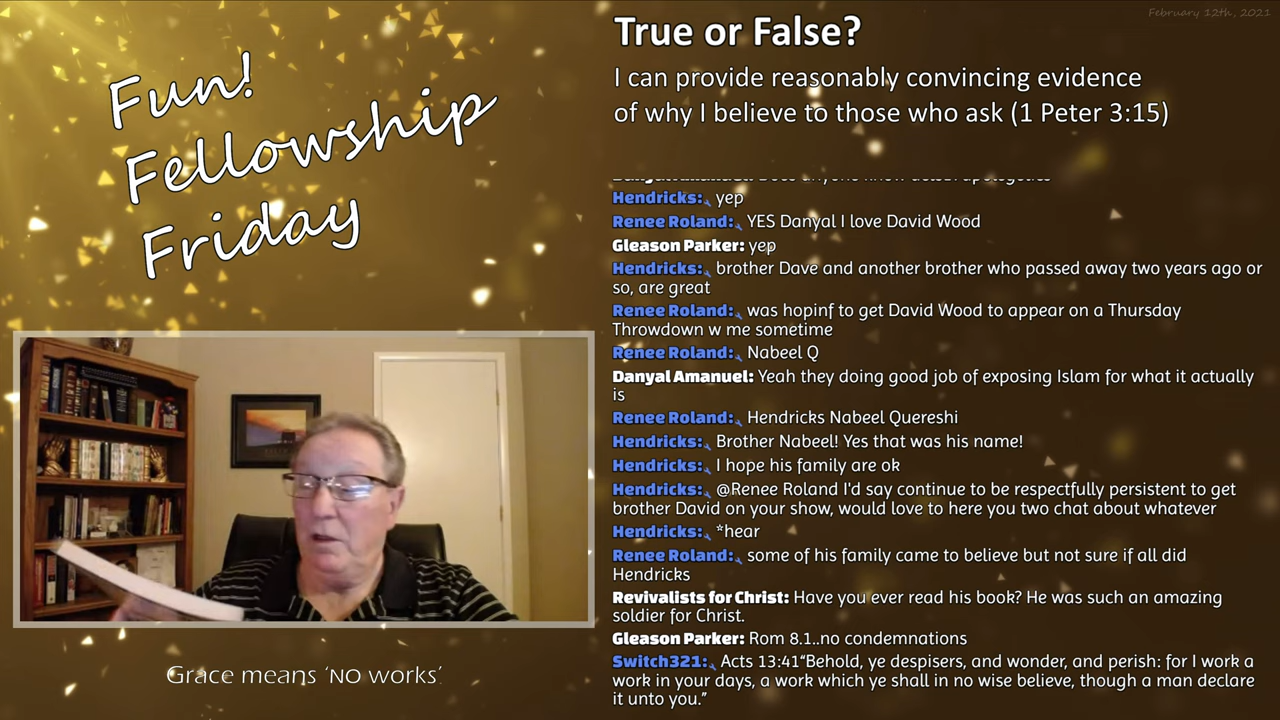 February 12th, 2021
Fun!
Fellowship
Friday
True or False?
I can provide reasonably convincing evidence
of why I believe to those who ask (1 Peter 3:15)
Hendricks: yep
Renee Roland: YES Danyal I love David Wood
Gleason Parker: yep
Hendricks: brother Dave and another brother who passed away two years ago or
so, are great
Renee Roland: was hopinf to get David Wood to appear on a Thursday
Throwdown w me sometime
Renee Roland: Nabeel Q
Danyal Amanuel: Yeah they doing good job of exposing Islam for what it actually
is
Renee Roland: Hendricks Nabeel Quereshi
Hendricks: Brother Nabeel! Yes that was his name!
Hendricks: I hope his family are ok
Hendricks: @Renee Roland I'd say continue to be respectfully persistent to get
brother David on your show, would love to here you two chat about whatever
Hendricks: *hear
Renee Roland: some of his family came to believe but not sure if all did
Hendricks
Revivalists for Christ: Have you ever read his book? He was such an amazing
soldier for Christ.
Gleason Parker: Rom 8.1..no condemnations
Switch321: Acts 13:41“Behold, ye despisers, and wonder, and perish: for I work a
work in your days, a work which ye shall in no wise believe, though a man declare
it unto you.”
Grace means ‘NO works’